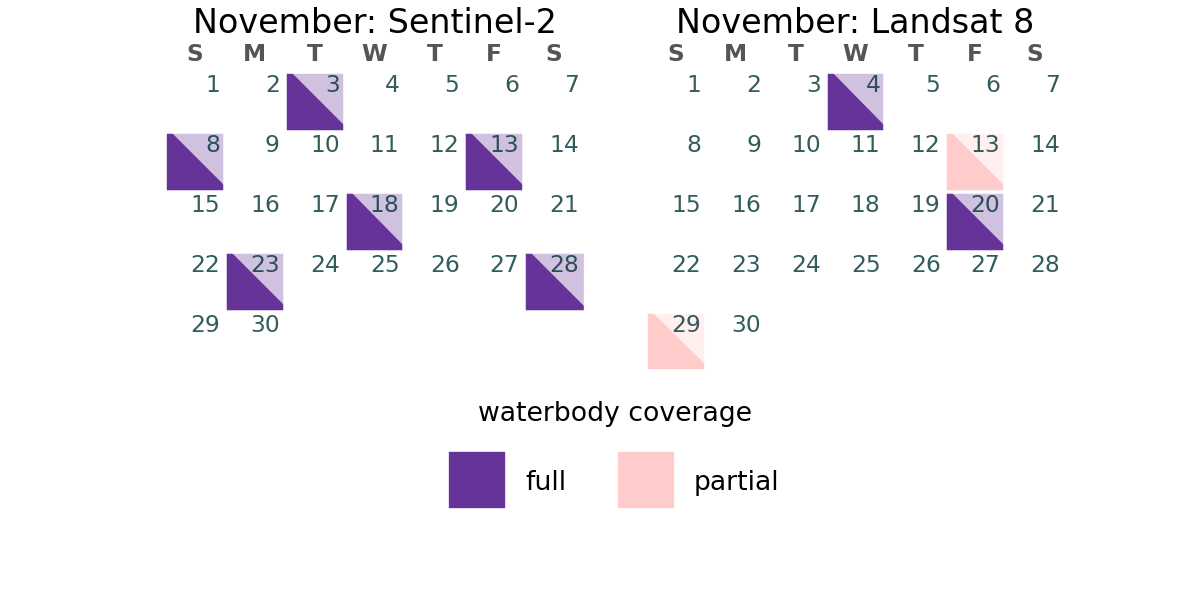 November: Sentinel-2
S M T W T F S
1 2 3 4 5 6 7
8 9 10 11 12 13 14
15 16 17 18 19 20 21
22 23 24 25 26 27 28
29 30
November: Landsat 8
S M T W T F S
1 2 3 4 5 6 7
8 9 10 11 12 13 14
15 16 17 18 19 20 21
22 23 24 25 26 27 28
29 30
waterbody coverage
full
partial